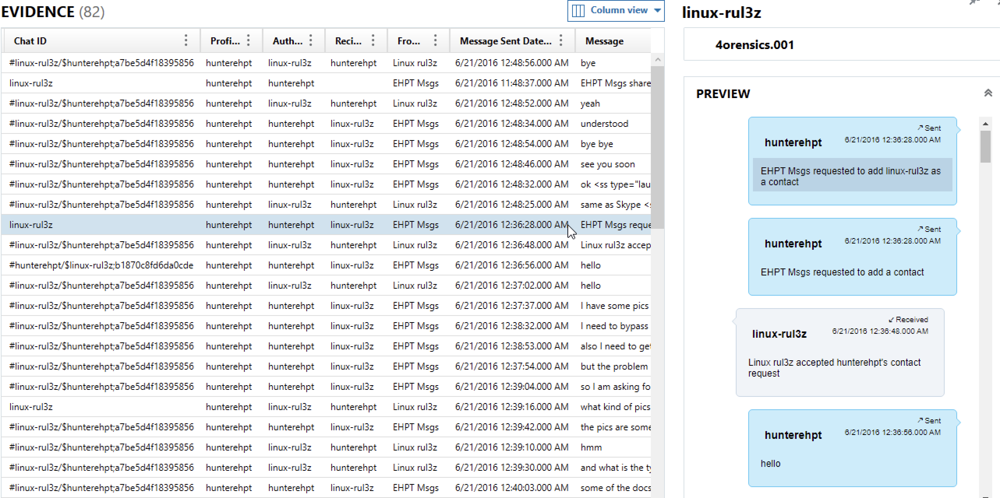 EVIDENCE (82)
Column view
Chat ID Profi... Auth... Reci... Fro... Message Sent Date... Message
#linux-rul3z/$hunterehpt;a7be5d4f18395856 hunterehpt linux-rul3z hunterehpt Linux rul3z 6/21/2016 12:48:56.000 AM bye
linux-rul3z hunterehpt hunterehpt EHPT Msgs 6/21/2016 11:48:37.000 AM EHPT Msgs share
#linux-rul3z/$hunterehpt;a7be5d4f18395856 hunterehpt linux-rul3z hunterehpt Linux rul3z 6/21/2016 12:48:52.000 AM yeah
#linux-rul3z/$hunterehpt;a7be5d4f18395856 hunterehpt hunterehpt linux-rul3z EHPT Msgs 6/21/2016 12:48:34.000 AM understood
#linux-rul3z/$hunterehpt;a7be5d4f18395856 hunterehpt hunterehpt linux-rul3z EHPT Msgs 6/21/2016 12:48:54.000 AM bye bye
#linux-rul3z/$hunterehpt;a7be5d4f18395856 hunterehpt hunterehpt linux-rul3z EHPT Msgs 6/21/2016 12:48:46.000 AM see you soon
#linux-rul3z/$hunterehpt;a7be5d4f18395856 hunterehpt hunterehpt linux-rul3z EHPT Msgs 6/21/2016 12:48:32.000 AM ok <ss type="lau
#linux-rul3z/$hunterehpt;a7be5d4f18395856 hunterehpt linux-rul3z hunterehpt Linux rul3z 6/21/2016 12:48:25.000 AM same as Skype <s
linux-rul3z hunterehpt hunterehpt linux-rul3z EHPT Msgs 6/21/2016 12:36:28.000 AM EHPT Msgs reque
#linux-rul3z/$hunterehpt;a7be5d4f18395856 hunterehpt linux-rul3z hunterehpt Linux rul3z 6/21/2016 12:36:48.000 AM Linux rul3z accep
#hunterehpt/$linux-rul3z;b1870c8fd6da0cde hunterehpt hunterehpt linux-rul3z EHPT Msgs 6/21/2016 12:36:56.000 AM hello
#linux-rul3z/$hunterehpt;a7be5d4f18395856 hunterehpt linux-rul3z hunterehpt Linux rul3z 6/21/2016 12:37:02.000 AM hello
#linux-rul3z/$hunterehpt;a7be5d4f18395856 hunterehpt hunterehpt linux-rul3z EHPT Msgs 6/21/2016 12:37:37.000 AM I have some pics
#linux-rul3z/$hunterehpt;a7be5d4f18395856 hunterehpt hunterehpt linux-rul3z EHPT Msgs 6/21/2016 12:38:32.000 AM I need to bypass
#linux-rul3z/$hunterehpt;a7be5d4f18395856 hunterehpt hunterehpt linux-rul3z EHPT Msgs 6/21/2016 12:38:53.000 AM also I need to get
#linux-rul3z/$hunterehpt;a7be5d4f18395856 hunterehpt hunterehpt linux-rul3z EHPT Msgs 6/21/2016 12:37:54.000 AM but the problem
#linux-rul3z/$hunterehpt;a7be5d4f18395856 hunterehpt hunterehpt linux-rul3z EHPT Msgs 6/21/2016 12:39:04.000 AM so I am asking fo
linux-rul3z hunterehpt linux-rul3z hunterehpt Linux rul3z 6/21/2016 12:39:16.000 AM what kind of pics
#linux-rul3z/$hunterehpt;a7be5d4f18395856 hunterehpt hunterehpt linux-rul3z EHPT Msgs 6/21/2016 12:39:42.000 AM the pics are some
#linux-rul3z/$hunterehpt;a7be5d4f18395856 hunterehpt linux-rul3z hunterehpt Linux rul3z 6/21/2016 12:39:10.000 AM hmm
#linux-rul3z/$hunterehpt;a7be5d4f18395856 hunterehpt linux-rul3z hunterehpt Linux rul3z 6/21/2016 12:39:30.000 AM and what is the ty
#linux-rul3z/$hunterehpt;a7be5d4f18395856 hunterehpt hunterehpt linux-rul3z EHPT Msgs 6/21/2016 12:40:03.000 AM some of the docs
linux-rul3z
4orensics.001
PREVIEW
Sent
hunterehpt 6/21/2016 12:36:28.000 AM
EHPT Msgs requested to add linux-rul3z as
a contact
Sent
hunterehpt 6/21/2016 12:36:28.000 AM
EHPT Msgs requested to add a contact
Received
linux-rul3z 6/21/2016 12:36:48.000 AM
Linux rul3z accepted hunterehpt's contact
request
Sent
hunterehpt 6/21/2016 12:36:56.000 AM
hello